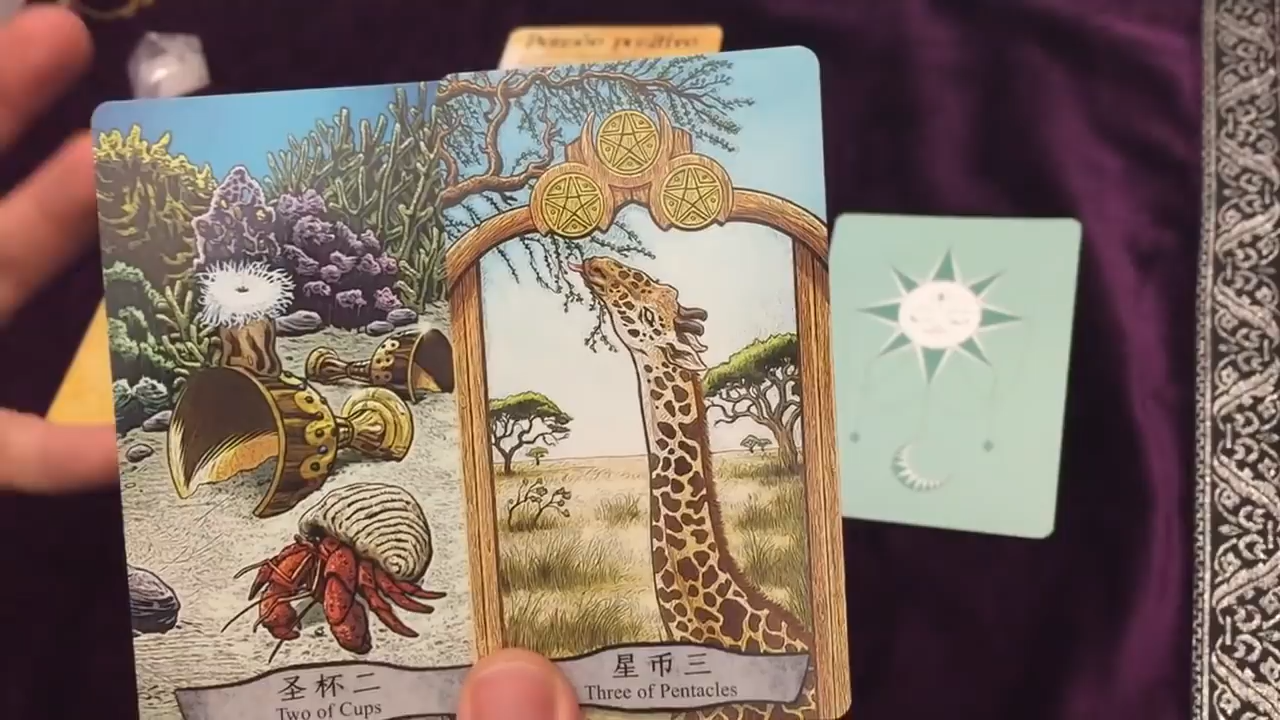 圣杯二
Two of Cups
星币三
Three of Pentacles